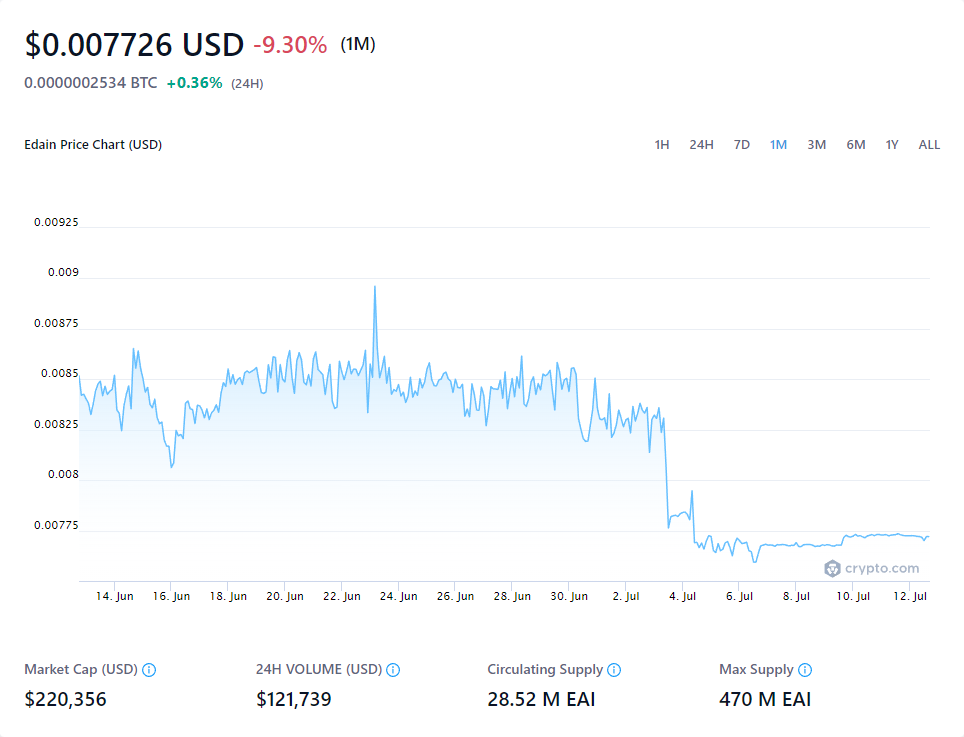 $0.007726 USD -9.30% (1M)
0.0000002534 BTC +0.36% (24H)
Edain Price Chart (USD) 1H 24H 7D 1M 3M 6M 1Y ALL
0.00925
0.009
0.00875
0.0085
0.00825
0.008
0.00775
crypto.com
14. Jun 16. Jun 18. Jun 20. Jun 22. Jun 24. Jun 26. Jun 28. Jun 30. Jun 2. Jul 4. Jul 6. Jul 8. Jul 10. Jul 12. Jul
Market Cap (USD) 24H VOLUME (USD) Circulating Supply Max Supply
$220,356 $121,739 28.52 M EAI 470 M EAI